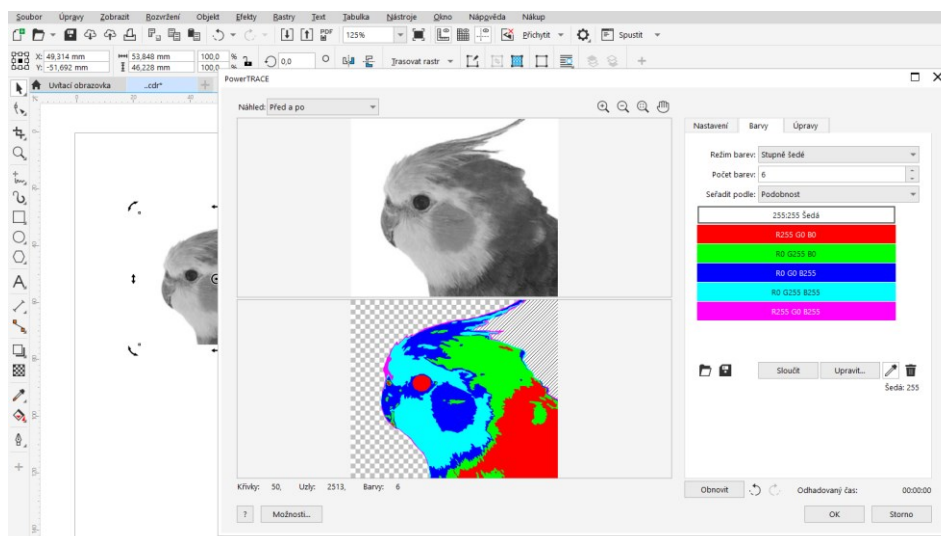 Soubor Úpravy Zobrazit Rozvržení Objekt Efekty Rastry Text Tabulka Nástroje Okno Nápověda Nákup
PDF 125% Přichytit Spustit
X: 49,314 mm 53,848 mm 100,0 % 0,0 Trasovat rastr
Y: -51,692 mm 46,228 mm 100,0 %
Uvítací obrazovka ..cdr*
PowerTRACE
Náhled: Před a po
Nastavení Barvy Úpravy
Režim barev: Stupně šedé
Počet barev: 6
Seřadit podle: Podobnost
255:255 Šedá
R255 G0 B0
R0 G255 B0
R0 G0 B255
R0 G255 B255
R255 G0 B255
Sloučit Upravit...
Šedá: 255
Křivky: 50, Uzly: 2513, Barvy: 6
Obnovit Odhadovaný čas: 00:00:00
? Možnosti... OK Storno